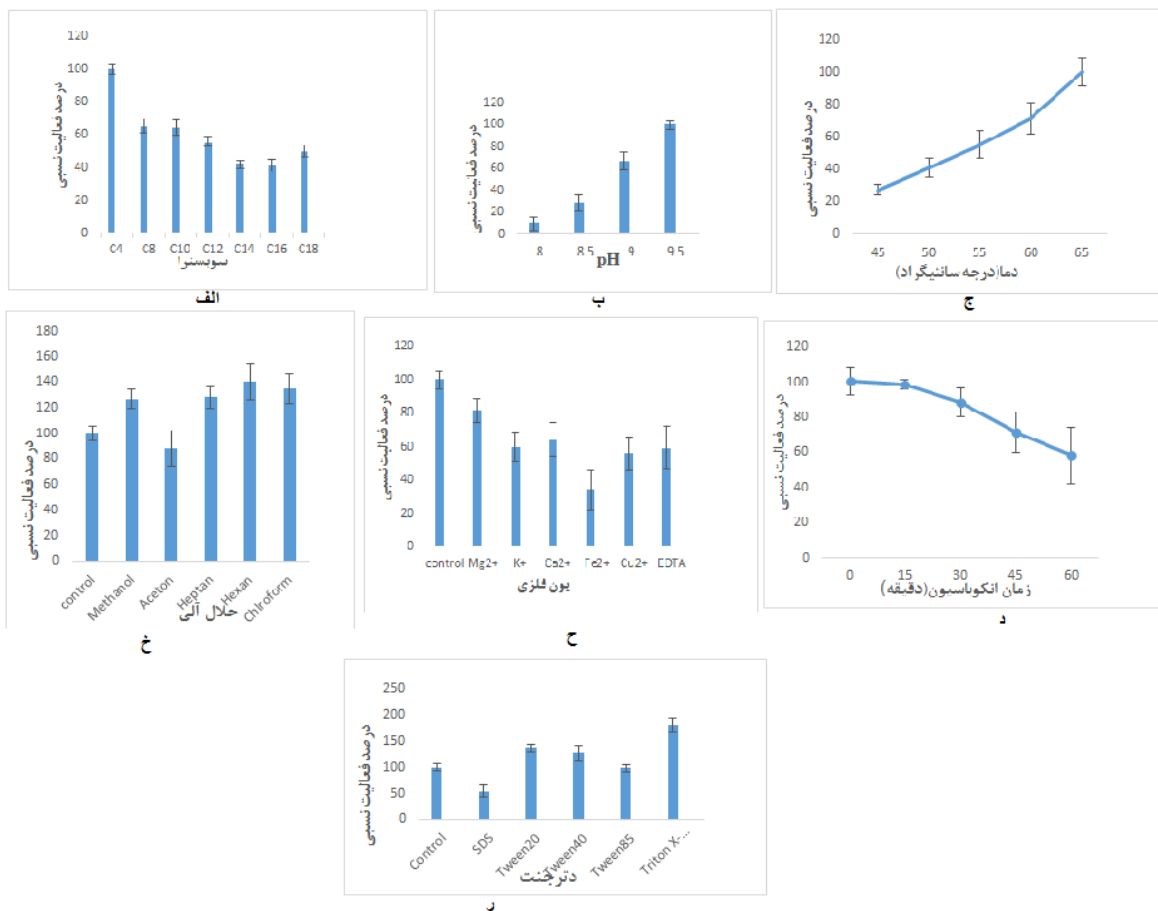 120
100
80
60
40
20
0
درصد فعالیت نسبی
C4 C8 C10 C12 C14 C16 C18
سوبسترا
الف
120
100
80
60
40
20
0
درصد فعالیت نسبی
8 8.5 9 9.5
pH
ب
120
100
80
60
40
20
0
درصد فعالیت نسبی
45 50 55 60 65
دما(درجه سانتیگراد)
ج
180
160
140
120
100
80
60
40
20
0
درصد فعالیت نسبی
control Methanol Aceton Heptan Hexan Chlroform
حلال آلی
خ
120
100
80
60
40
20
0
درصد فعالیت نسبی
control Mg2+ K+ Ca2+ Fe2+ Cu2+ EDTA
یون فلزی
ح
120
100
80
60
40
20
0
درصد فعالیت نسبی
0 15 30 45 60
زمان انکوباسیون(دقیقه)
د
250
200
150
100
50
0
درصد فعالیت نسبی
Control SDS Tween20 Tween40 Tween85 Triton X-...
دترجنت
ر